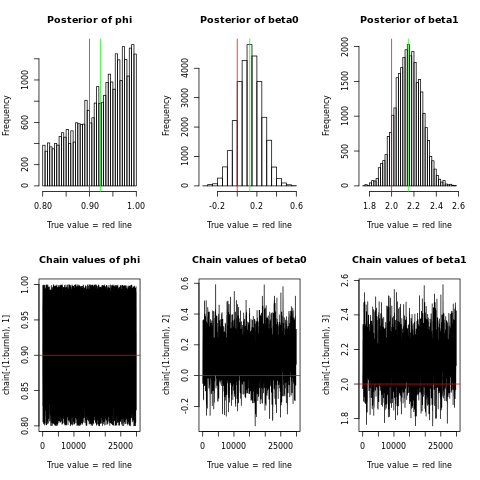 Posterior of phi
Frequency
0 200 600 1000
0.80 0.90 1.00
True value = red line
Posterior of beta0
Frequency
0 1000 2000 3000 4000
-0.2 0.2 0.6
True value = red line
Posterior of beta1
Frequency
0 500 1000 1500 2000
1.8 2.0 2.2 2.4 2.6
True value = red line
Chain values of phi
chain[-(1:burnIn), 1]
0.80 0.85 0.90 0.95 1.00
0 10000 25000
True value = red line
Chain values of beta0
chain[-(1:burnIn), 2]
-0.2 0.0 0.2 0.4 0.6
0 10000 25000
True value = red line
Chain values of beta1
chain[-(1:burnIn), 3]
1.8 2.0 2.2 2.4 2.6
0 10000 25000
True value = red line